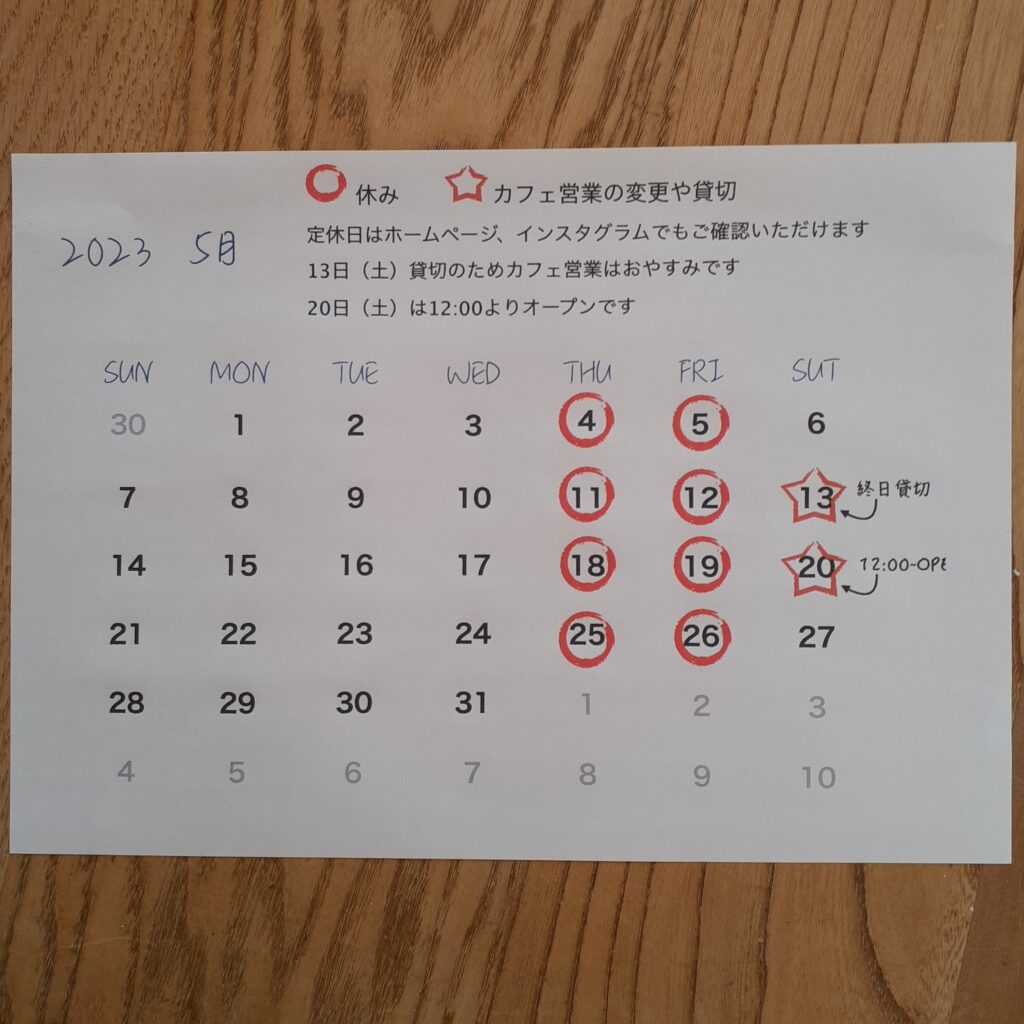 休み カフェ営業の変更や貸切
定休日はホームページ、インスタグラムでもご確認いただけます
2023 5月
13日（土）貸切のためカフェ営業はおやすみです
20日（土）は12:00よりオープンです
SUN MON TUE WED THU FRI SUT
30 1 2 3 4 5 6
7 8 9 10 11 12 13 終日貸切
14 15 16 17 18 19 20 12:00-OPE
21 22 23 24 25 26 27
28 29 30 31 1 2 3
4 5 6 7 8 9 10